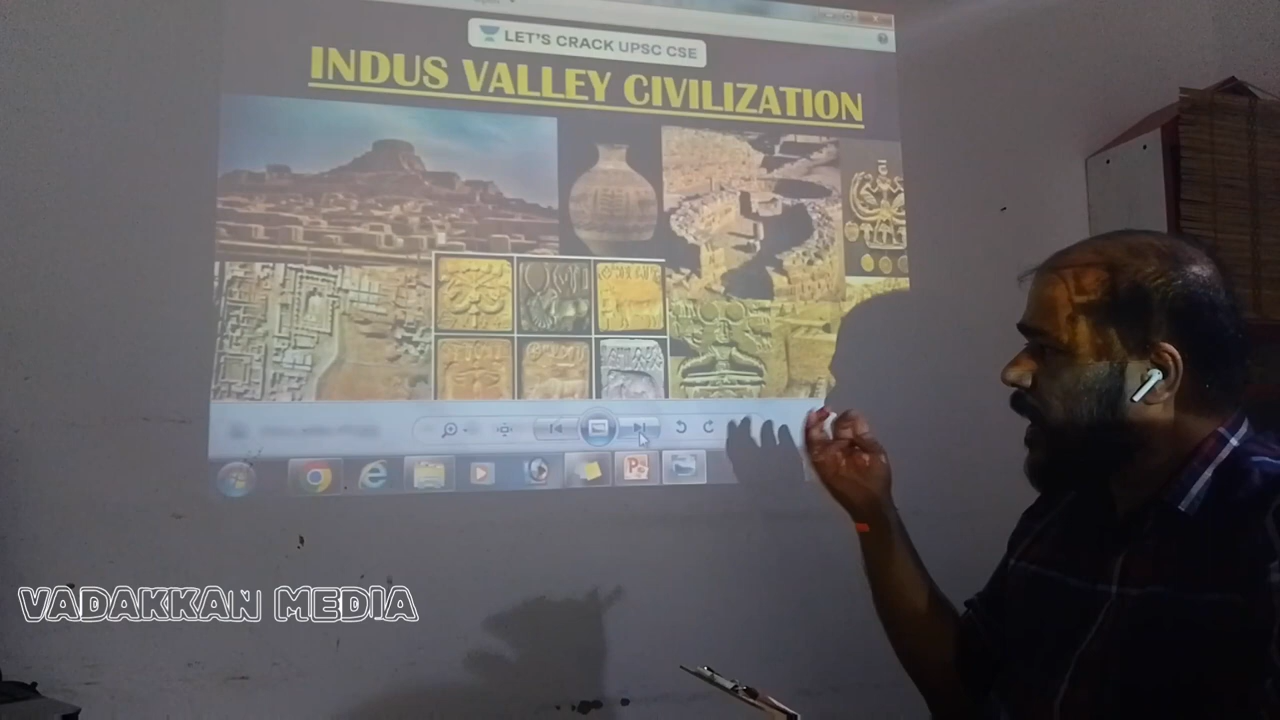 LET'S CRACK UPSC CSE
INDUS VALLEY CIVILIZATION
VADAKKAN MEDIA